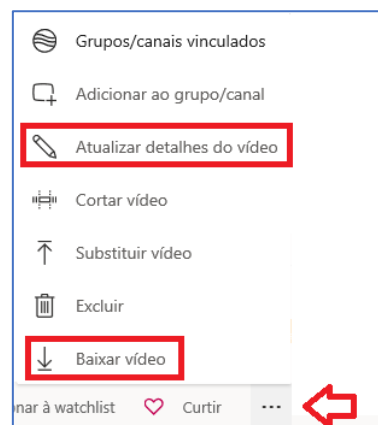 Grupos/canais vinculados
Adicionar ao grupo/canal
Atualizar detalhes do vídeo
Cortar vídeo
Substituir vídeo
Excluir
Baixar vídeo
nar à watchlist Curtir ...